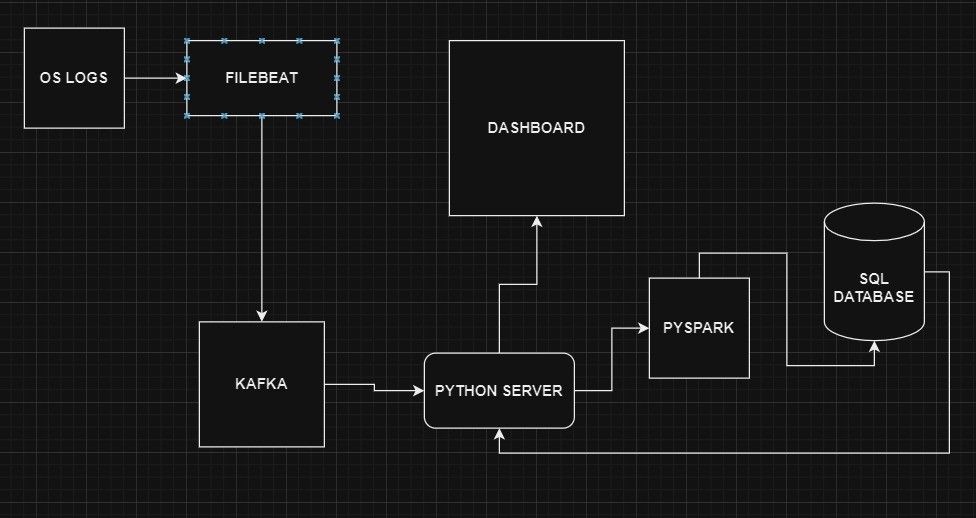 OS LOGS
FILEBEAT
DASHBOARD
SQL
DATABASE
PYSPARK
KAFKA
PYTHON SERVER